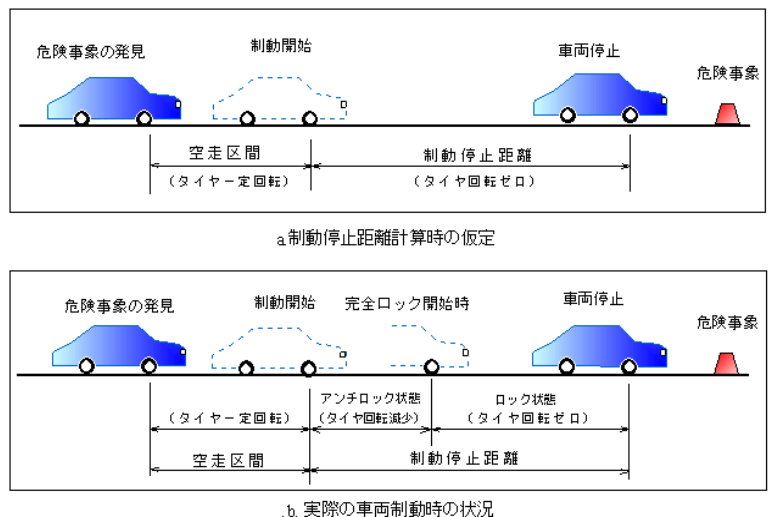 危険事象の発見
制動開始
車両停止
危険事象
空走区間
制動停止距離
(タイヤ一定回転)
(タイヤ回転ゼロ)
a.制動停止距離計算時の仮定
危険事象の発見
制動開始
完全ロック開始時
車両停止
危険事象
アンチロック状態
ロック状態
(タイヤ一定回転)
(タイヤ回転減少)
(タイヤ回転ゼロ)
空走区間
制動停止距離
.b. 実際の車両制動時の状況